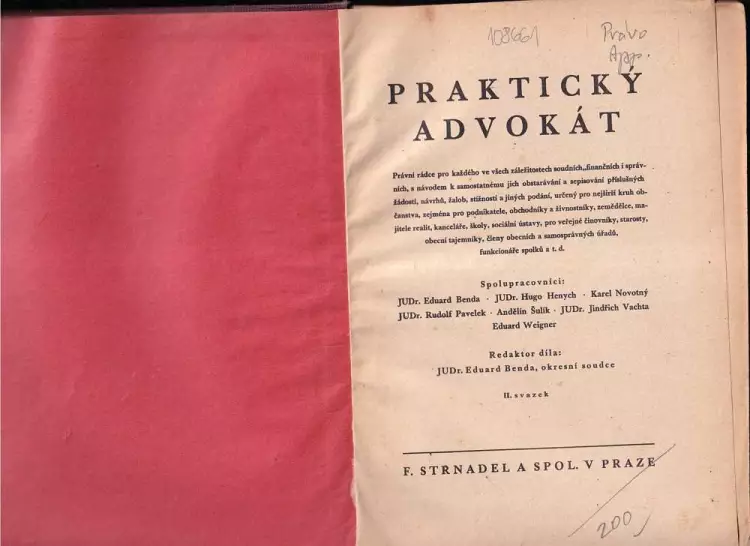 108661
Právo
App.
PRAKTICKÝ
ADVOKÁT
Právní rádce pro každého ve všech záležitostech soudních, finančních i správ-
ních, s návodem k samostatnému jich obstarávání a sepisování příslušných
žádostí, návrhů, žalob, stížností a jiných podání, určený pro nejširší kruh ob-
čanstva, zejména pro podnikatele, obchodníky a živnostníky, zemědělce, ma-
jitele realit, kanceláře, školy, sociální ústavy, pro veřejné činovníky, starosty,
obecní tajemníky, členy obecních a samosprávných úřadů,
funkcionáře spolků a t. d.
Spolupracovníci:
JUDr. Eduard Benda · JUDr. Hugo Henych · Karel Novotný
JUDr. Rudolf Pavelek · Andělín Šulík · JUDr. Jindřich Vachta
Eduard Weigner
Redaktor díla:
JUDr. Eduard Benda, okresní soudce
II. svazek
F. STRNADEL A SPOL. V PRAZE
200